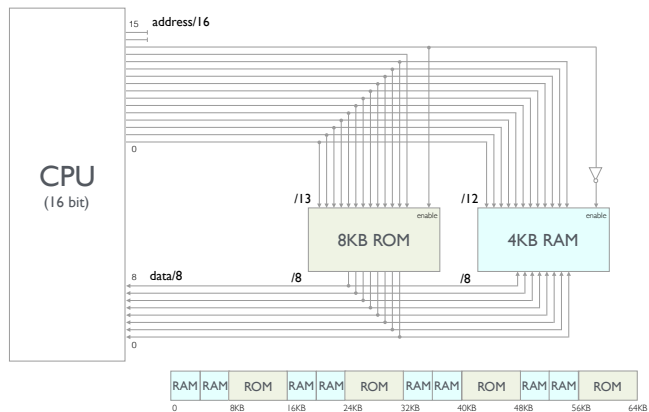 15 address/16
0
CPU
(16 bit)
/13
enable
8KB ROM
/12
enable
4KB RAM
8 data/8
/8
/8
0
RAM RAM ROM RAM RAM ROM RAM RAM ROM RAM RAM ROM
0 8KB 16KB 24KB 32KB 40KB 48KB 56KB 64KB